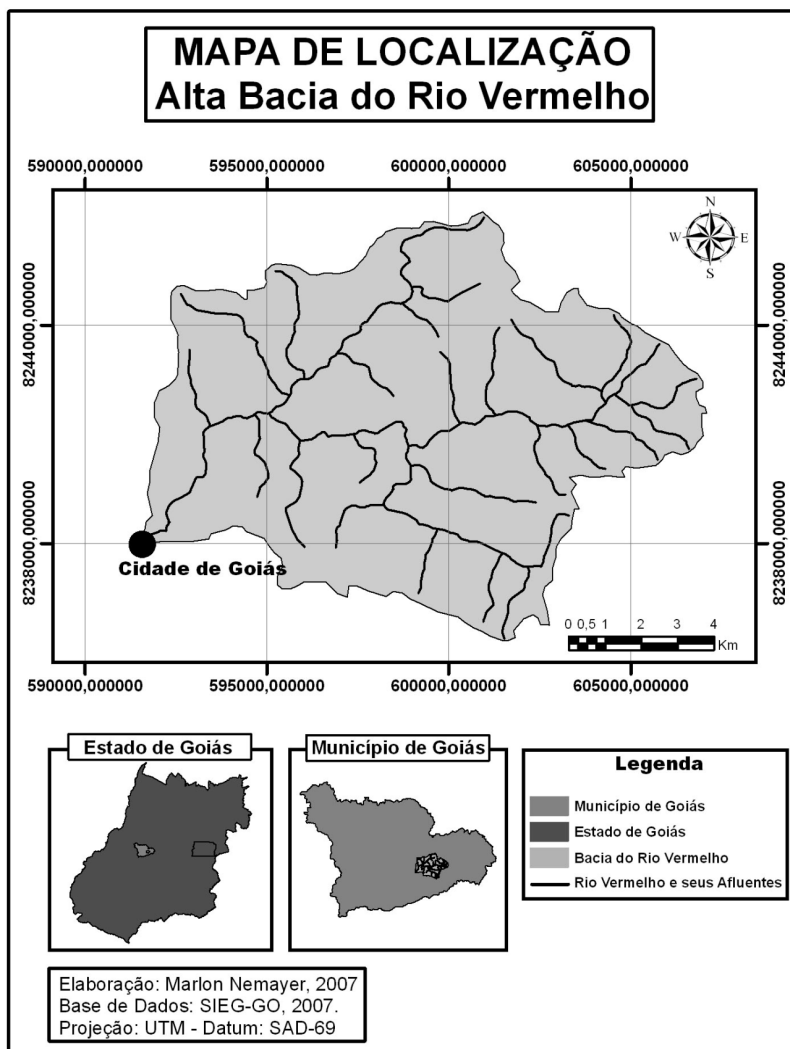 MAPA DE LOCALIZAÇÃO
Alta Bacia do Rio Vermelho
590000,000000 595000,000000 600000,000000 605000,000000
N
W E
S
8244000,000000 8244000,000000
8238000,000000 8238000,000000
Cidade de Goiás
0 0,5 1 2 3 4
Km
590000,000000 595000,000000 600000,000000 605000,000000
Estado de Goiás
Município de Goiás
Legenda
Município de Goiás
Estado de Goiás
Bacia do Rio Vermelho
Rio Vermelho e seus Afluentes
Elaboração: Marlon Nemayer, 2007
Base de Dados: SIEG-GO, 2007.
Projeção: UTM - Datum: SAD-69